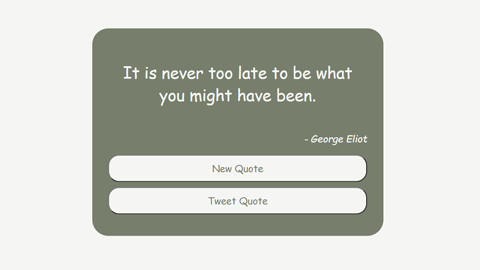 It is never too late to be what
you might have been.
- George Eliot
New Quote
Tweet Quote